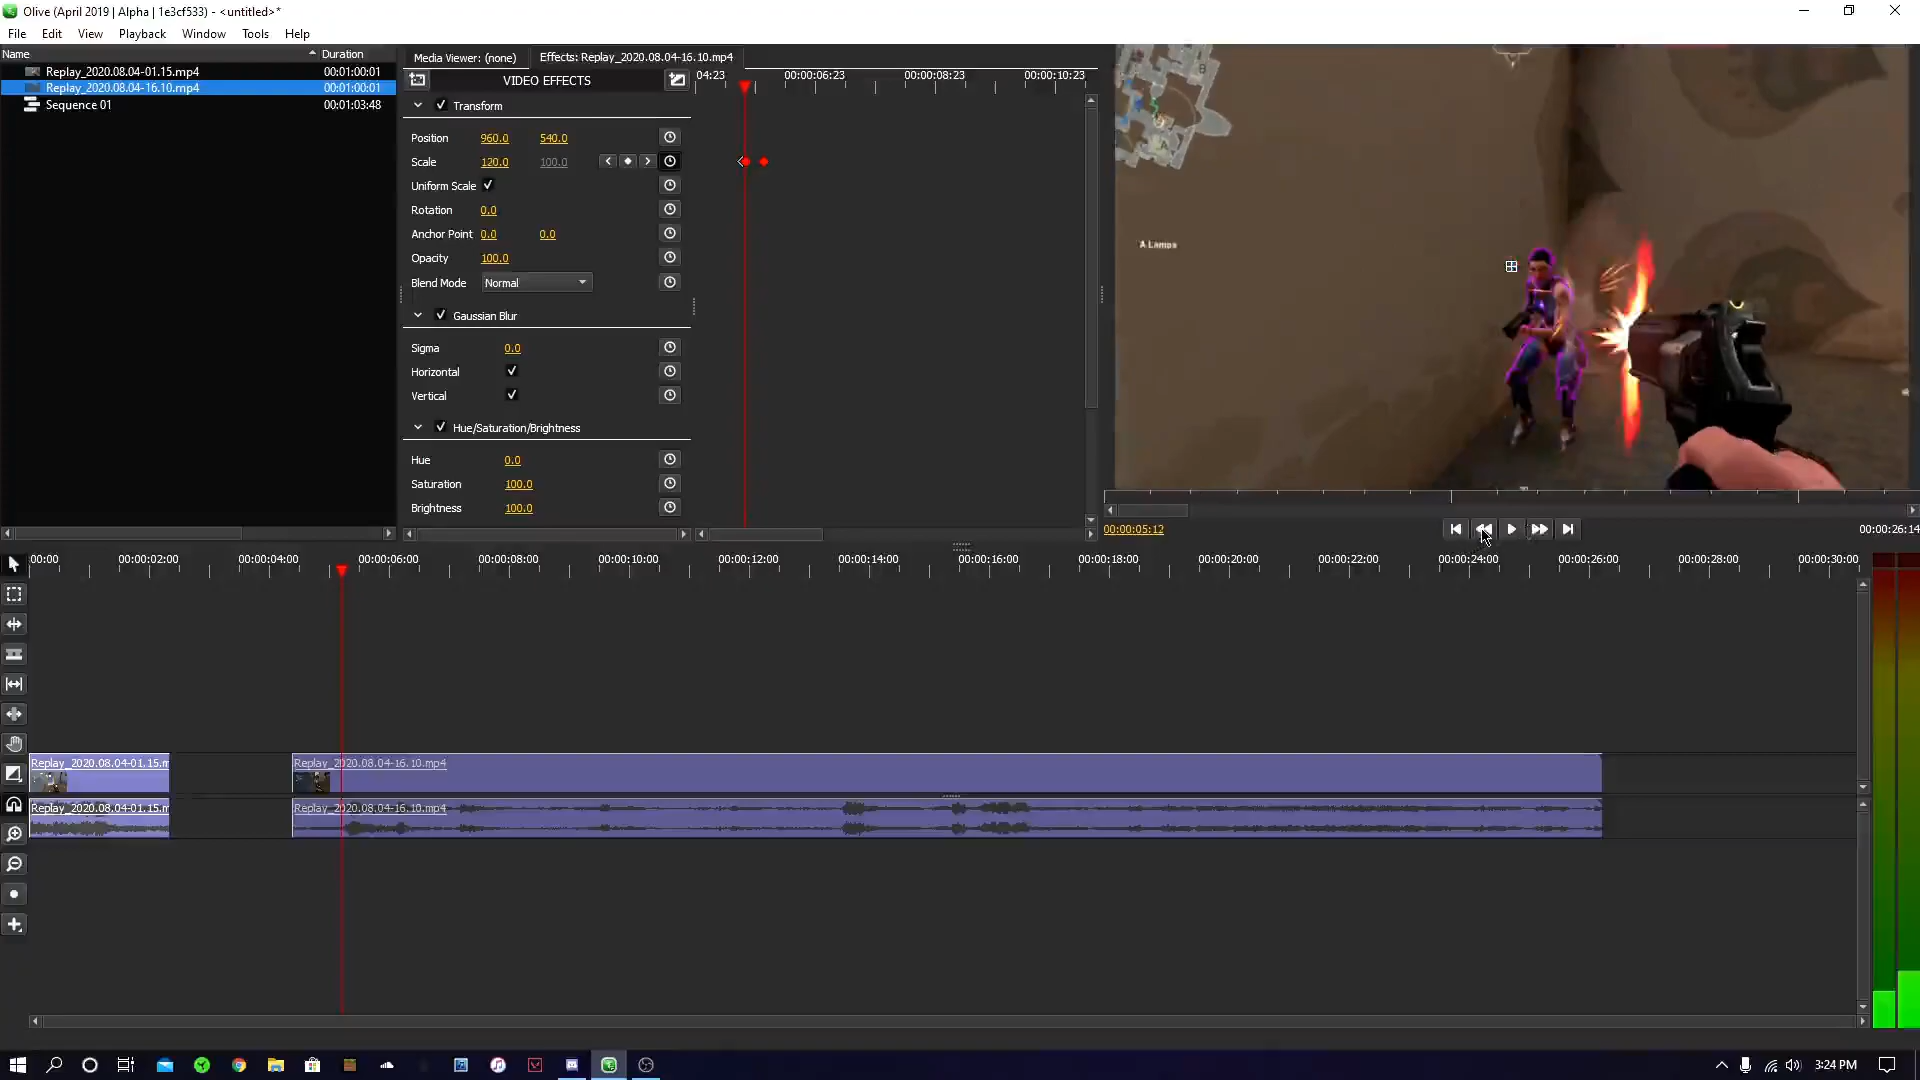 Olive (April 2019 | Alpha | 1e3cf533) - <untitled>*
File Edit View Playback Window Tools Help
Name Duration
Replay_2020.08.04-01.15.mp4 00:01:00:01
Replay_2020.08.04-16.10.mp4 00:01:00:01
Sequence 01 00:01:03:48
Media Viewer: (none) Effects: Replay_2020.08.04-16.10.mp4
VIDEO EFFECTS
04:23 00:00:06:23 00:00:08:23 00:00:10:23
Transform
Position 960.0 540.0
Scale 120.0 100.0
Uniform Scale
Rotation 0.0
Anchor Point 0.0 0.0
Opacity 100.0
Blend Mode Normal
Gaussian Blur
Sigma 0.0
Horizontal
Vertical
Hue/Saturation/Brightness
Hue 0.0
Saturation 100.0
Brightness 100.0
B
A
A Lamps
00:00:05:12 00:00:26:14
00:00 00:00:02:00 00:00:04:00 00:00:06:00 00:00:08:00 00:00:10:00 00:00:12:00 00:00:14:00 00:00:16:00 00:00:18:00 00:00:20:00 00:00:22:00 00:00:24:00 00:00:26:00 00:00:28:00 00:00:30:00
Replay_2020.08.04-01.15.m Replay_2020.08.04-16.10.mp4
Replay_2020.08.04-01.15.m Replay_2020.08.04-16.10.mp4
3:24 PM